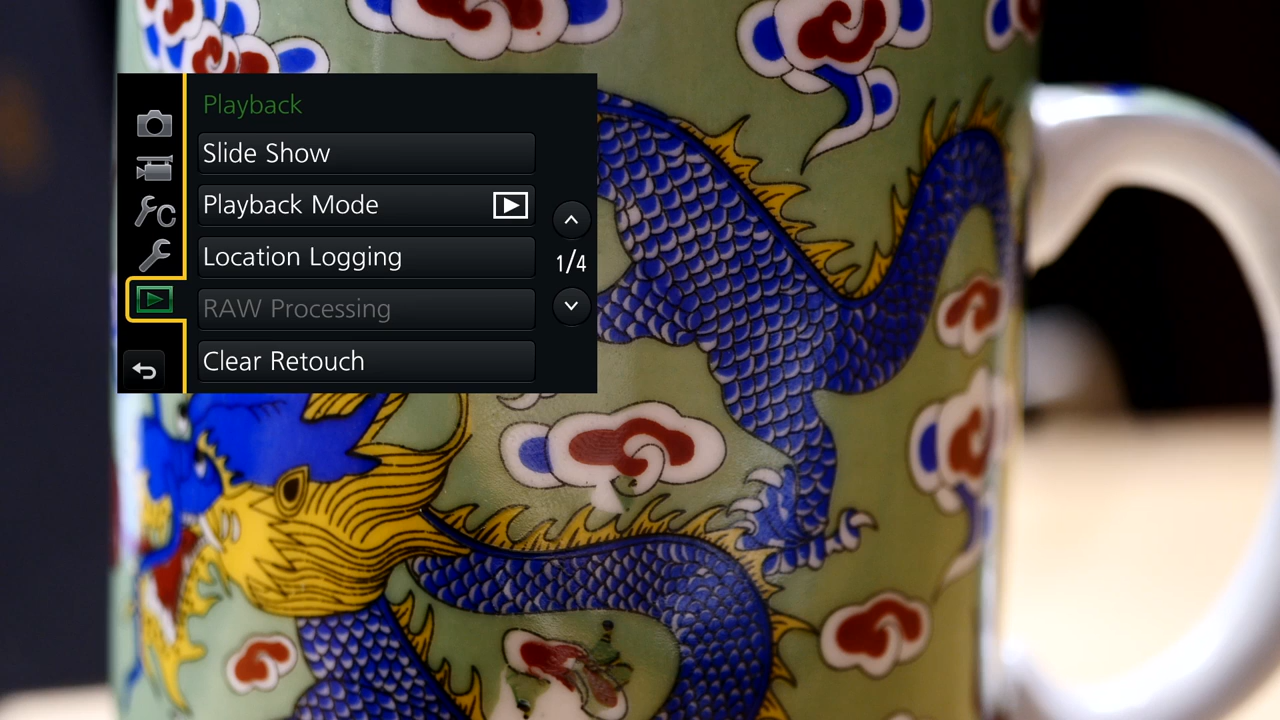 Playback
Slide Show
Playback Mode
Location Logging
1/4
RAW Processing
Clear Retouch
C